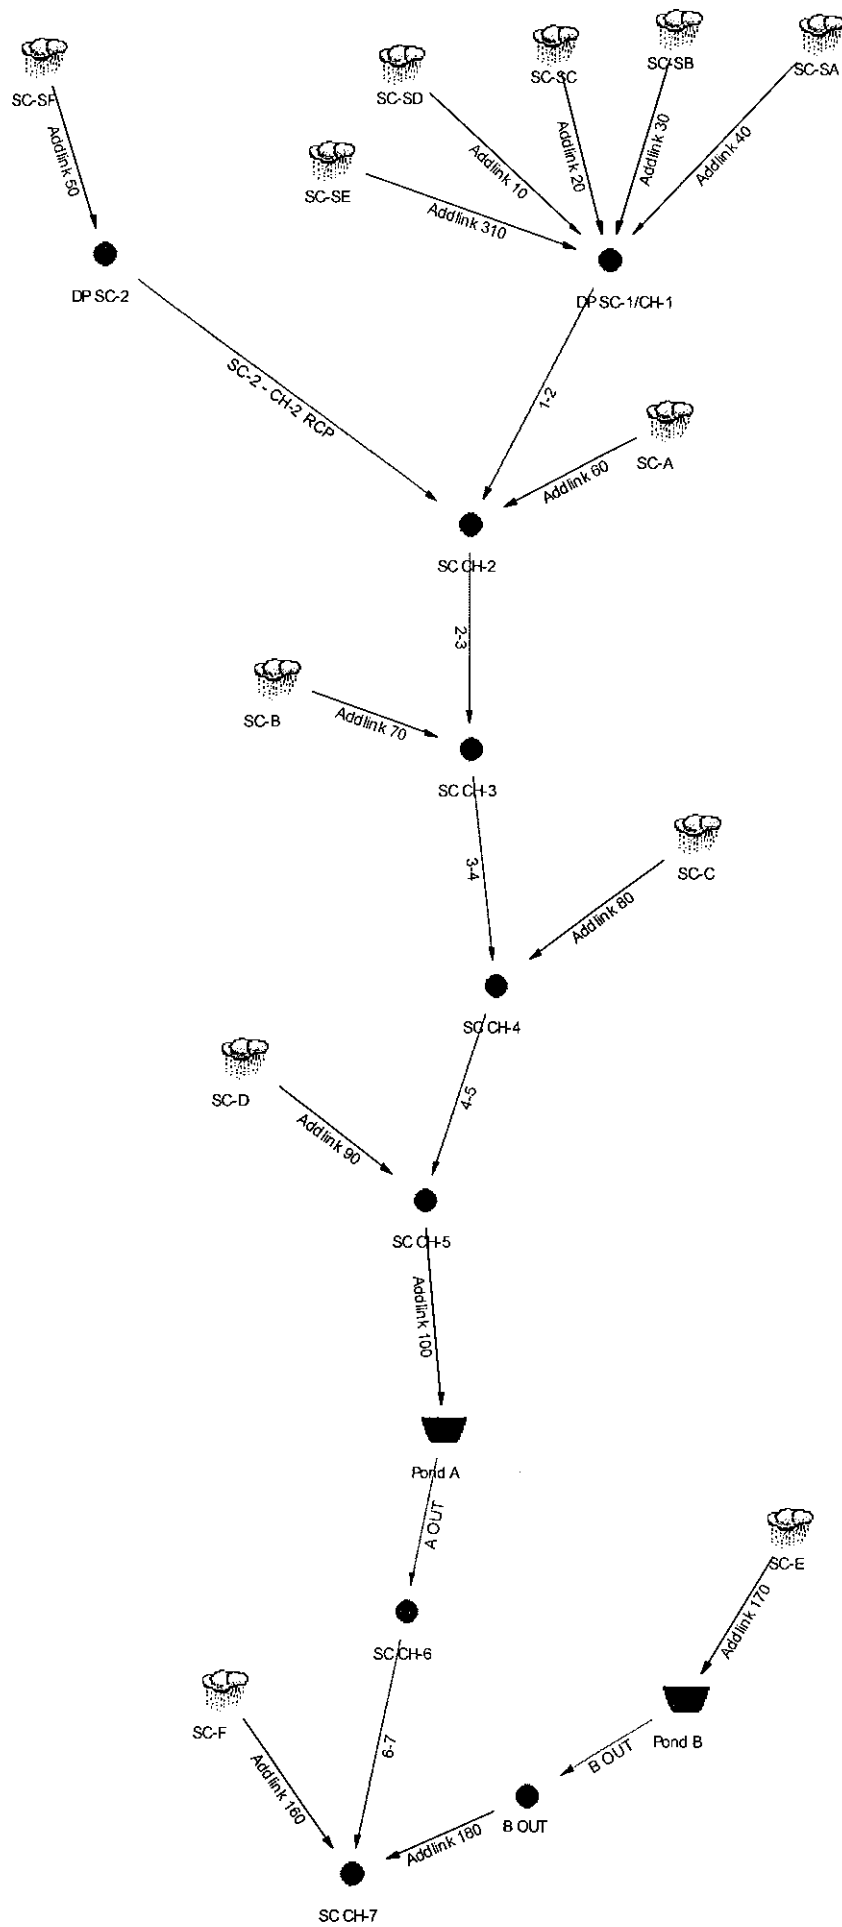 SC-SB
SC-SA
SC-SC
SC-SD
SC-SF
Addlink 50
Addlink 10
Addlink 20
Addlink 30
Addlink 40
SC-SE
Addlink 310
DP SC-2
DP SC-1/CH-1
SC-2 - CH-2 RCP
1-2
SC-A
Addlink 60
SC CH-2
2-3
SC-B
Addlink 70
SC CH-3
3-4
SC-C
Addlink 80
SC CH-4
SC-D
4-5
Addlink 90
SC CH-5
Addlink 100
Pond A
A OUT
SC-E
Addlink 170
SC CH-6
SC-F
6-7
Pond B
B OUT
Addlink 160
B OUT
Addlink 180
SC CH-7